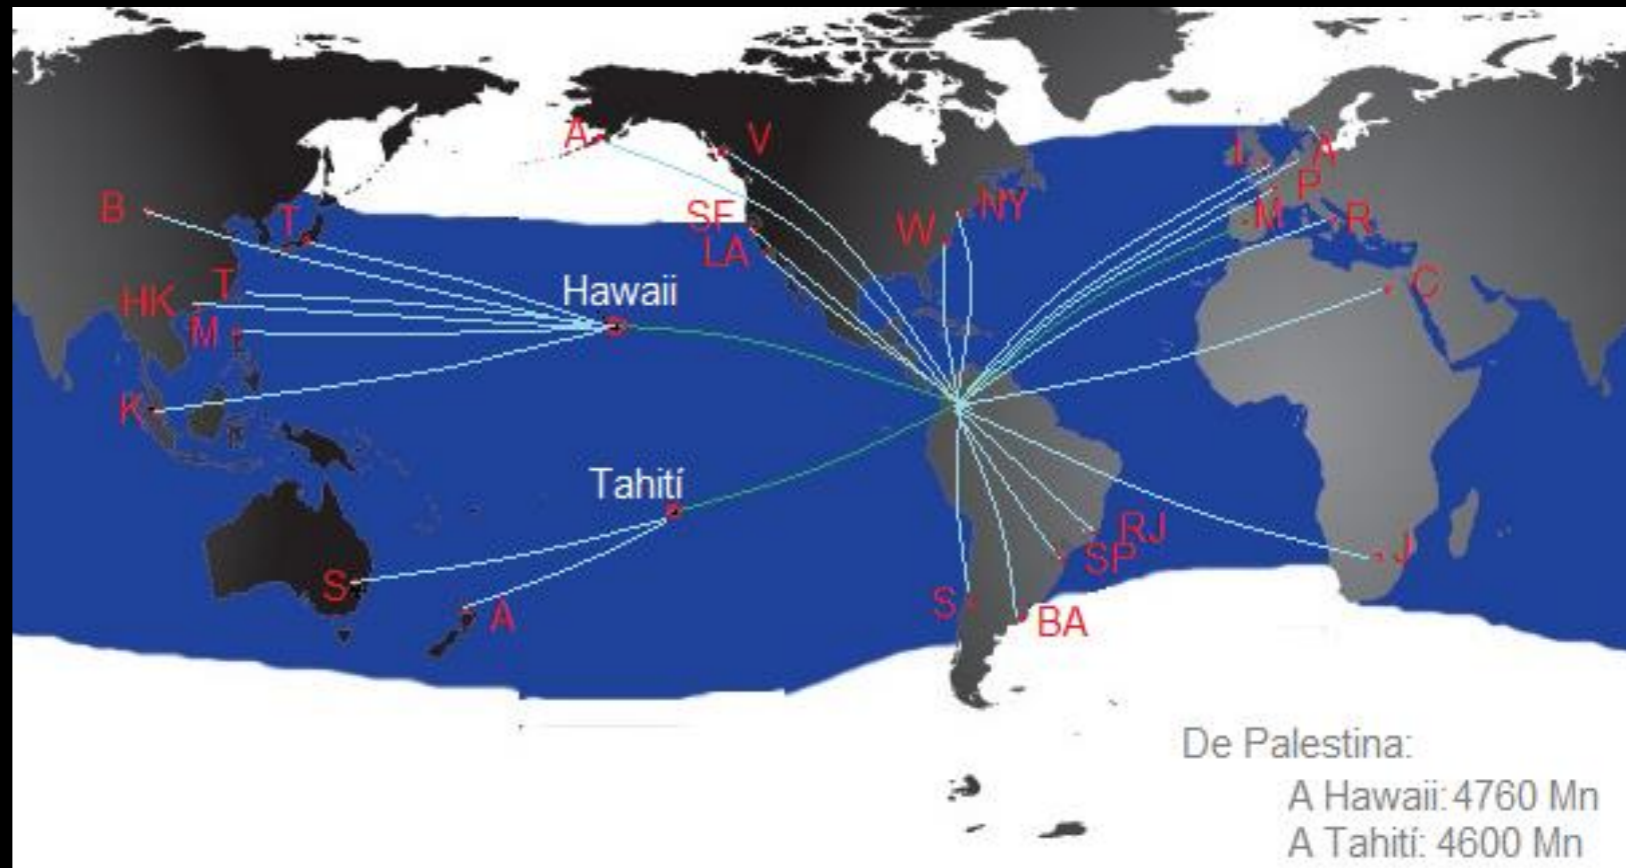 A
V
L
A
P
B
T
SF
LA
W
NY
M
R
T
HK
M
Hawaii
C
K
Tahití
S
A
RJ
SP
J
S
BA
De Palestina:
A Hawaii: 4760 Mn
A Tahití: 4600 Mn